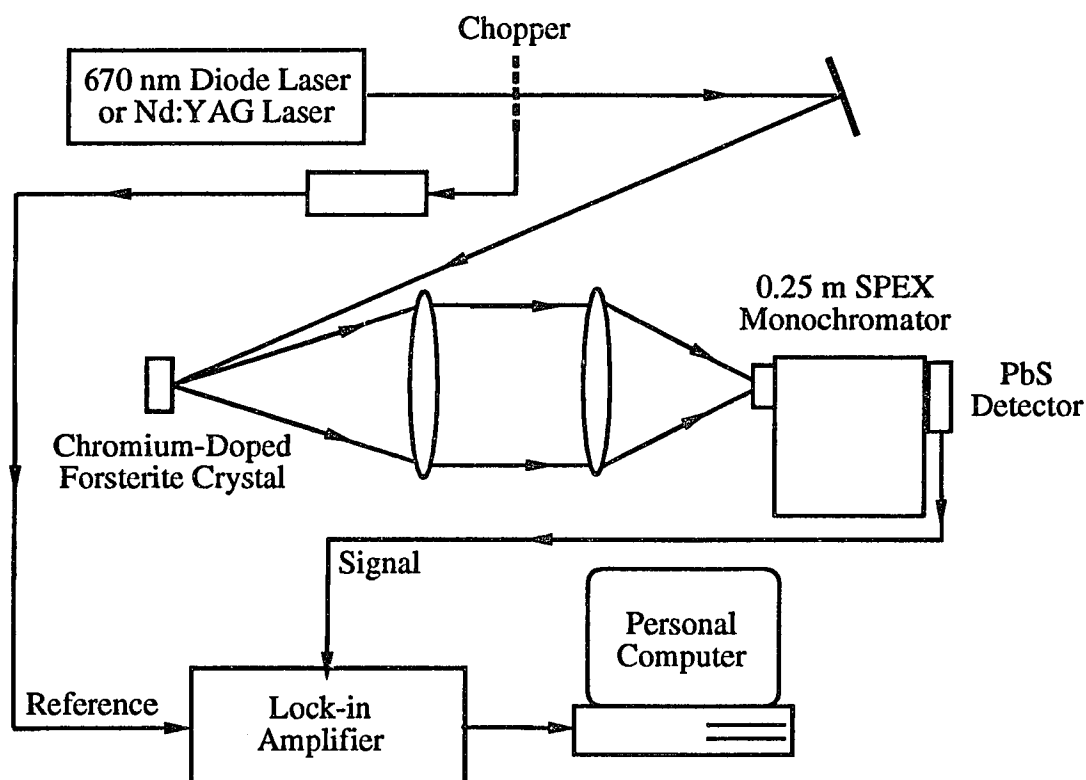 Chopper
670 nm Diode Laser
or Nd:YAG Laser
0.25 m SPEX
Monochromator
PbS
Detector
Chromium-Doped
Forsterite Crystal
Signal
Personal
Computer
Reference
Lock-in
Amplifier